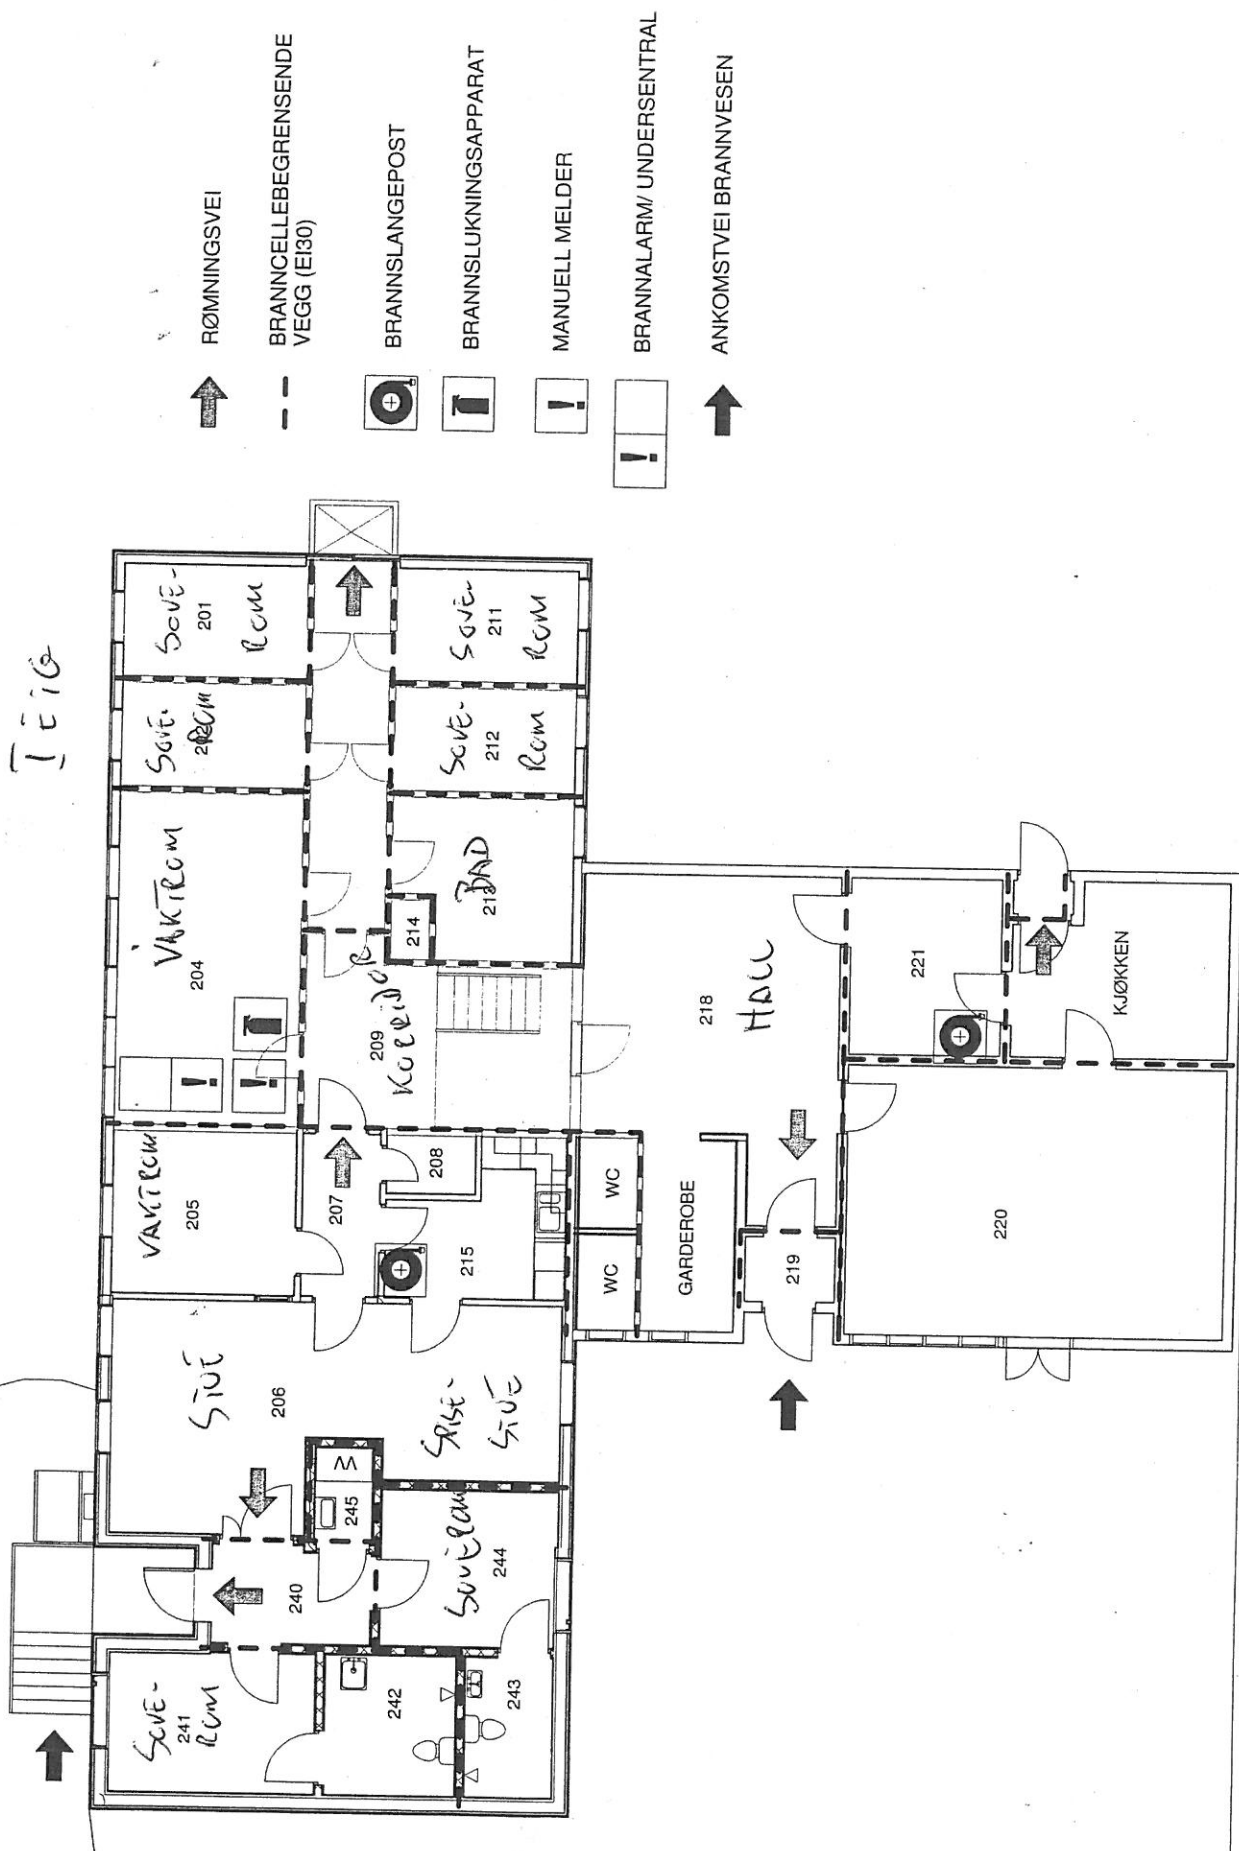 RØMNINGSVEI
BRANNCELLEBEGRENSENDE
VEGG (EI30)
BRANNSLANGEPOST
BRANNSLUKNINGSAPPARAT
MANUELL MELDER
BRANNALARM/ UNDERSENTRAL
ANKOMSTVEI BRANNVESEN
SOVE-
241
ROM
240
STUE
206
VAKTROM
205
VAKTROM
204
SOVE-
ROM
SOVE-
201
ROM
242
245
207
208
209
KORRIDOR
214
243
SOVEROM
244
SPISE-
STUE
215
BAD
213
SOVE-
212
ROM
SOVE-
211
ROM
WC
WC
GARDEROBE
218
HALL
219
220
221
KJØKKEN